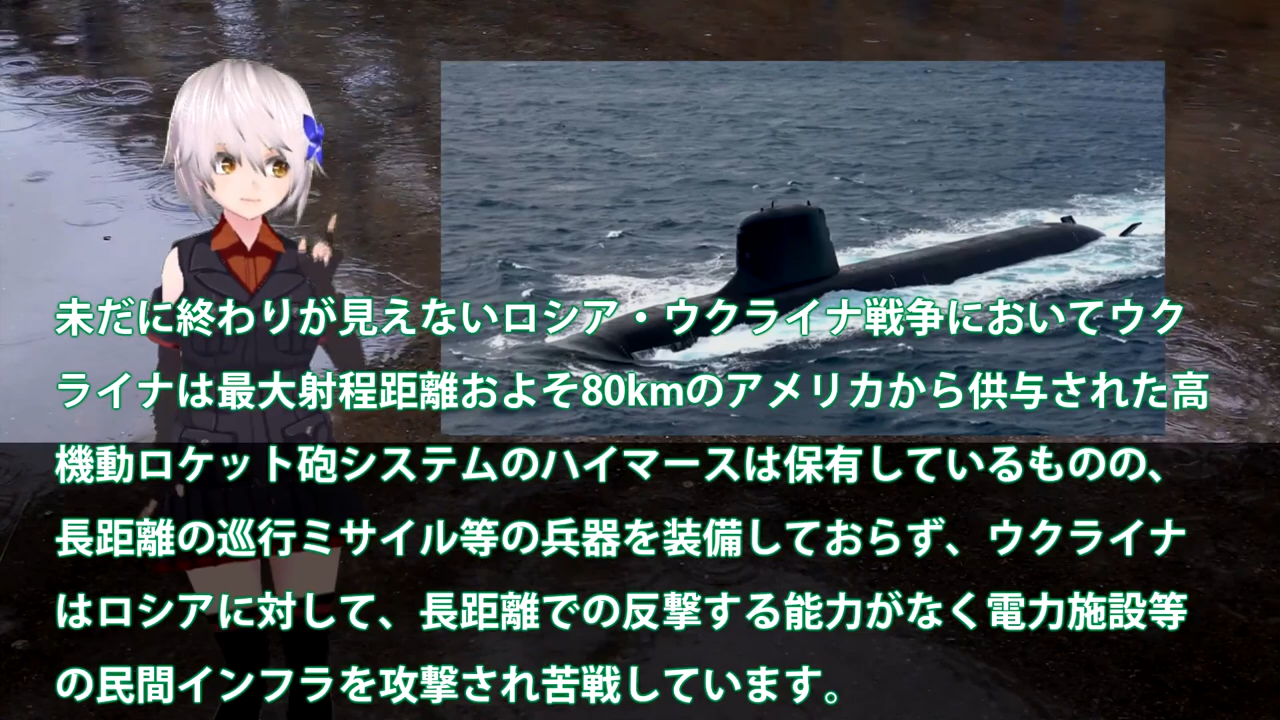 未だに終わりが見えないロシア・ウクライナ戦争においてウク
ライナは最大射程距離およそ80kmのアメリカから供与された高
機動ロケット砲システムのハイマースは保有しているものの、
長距離の巡行ミサイル等の兵器を装備しておらず、ウクライナ
はロシアに対して、長距離での反撃する能力がなく電力施設等
の民間インフラを攻撃され苦戦しています。